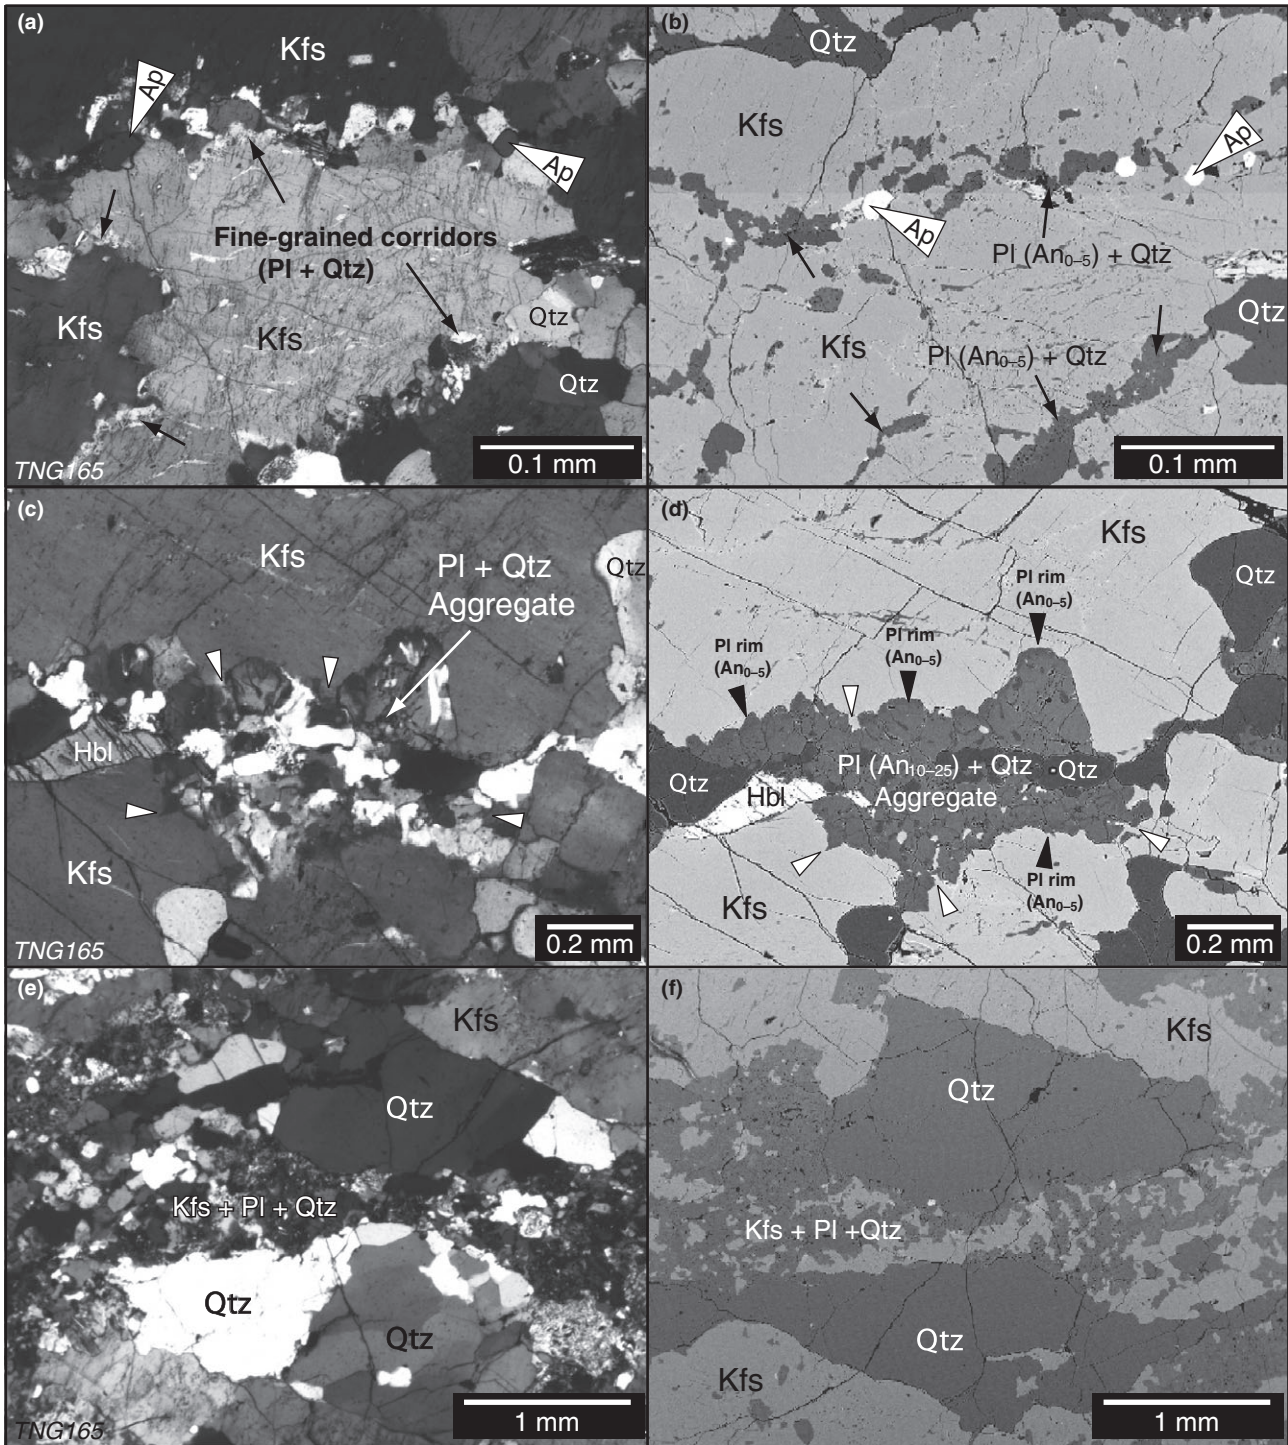 (a)
Kfs
Ap
Ap
Fine-grained corridors
(Pl + Qtz)
Kfs
Kfs
Qtz
Qtz
0.1 mm
TNG165
(b)
Qtz
Kfs
Ap
Ap
Pl (An0–5) + Qtz
Qtz
Kfs
Pl (An0–5) + Qtz
0.1 mm
(c)
Kfs
Pl + Qtz
Aggregate
Qtz
Hbl
Kfs
0.2 mm
TNG165
(d)
Kfs
Qtz
Pl rim
(An0–5)
Pl rim
(An0–5)
Pl rim
(An0–5)
Qtz
Pl (An10–25) + Qtz
Aggregate
Qtz
Hbl
Pl rim
(An0–5)
Kfs
0.2 mm
(e)
Kfs
Qtz
Kfs + Pl + Qtz
Qtz
Qtz
1 mm
TNG165
(f)
Kfs
Qtz
Kfs + Pl +Qtz
Qtz
Kfs
1 mm